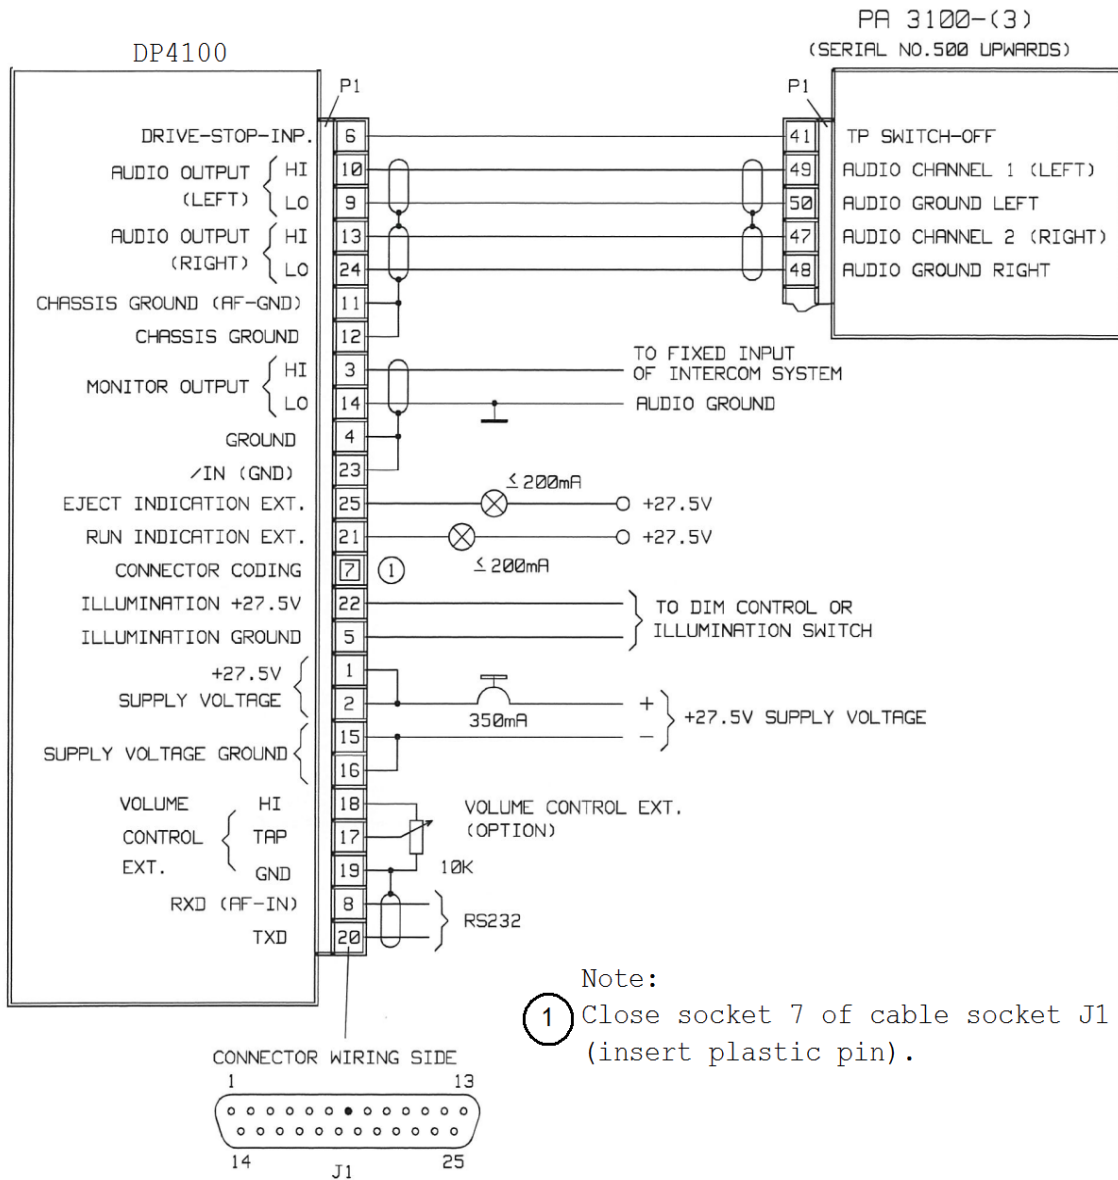 PA 3100-(3)
DP4100
(SERIAL NO.500 UPWARDS)
P1
P1
DRIVE-STOP-INP. 6 41 TP SWITCH-OFF
AUDIO OUTPUT HI 10 49 AUDIO CHANNEL 1 (LEFT)
(LEFT) LO 9 50 AUDIO GROUND LEFT
AUDIO OUTPUT HI 13 47 AUDIO CHANNEL 2 (RIGHT)
(RIGHT) LO 24 48 AUDIO GROUND RIGHT
CHASSIS GROUND (AF-GND) 11
CHASSIS GROUND 12
MONITOR OUTPUT HI 3 TO FIXED INPUT
OF INTERCOM SYSTEM
LO 14 AUDIO GROUND
GROUND 4
/IN (GND) 23
EJECT INDICATION EXT. 25 ≤200mA +27.5V
RUN INDICATION EXT. 21 ≤200mA +27.5V
CONNECTOR CODING 7 1
ILLUMINATION +27.5V 22 TO DIM CONTROL OR
ILLUMINATION GROUND 5 ILLUMINATION SWITCH
+27.5V 1
SUPPLY VOLTAGE 2 350mA + +27.5V SUPPLY VOLTAGE
SUPPLY VOLTAGE GROUND 15 −
16
VOLUME HI 18 VOLUME CONTROL EXT.
CONTROL TAP 17 (OPTION)
EXT. GND 19 10K
RXD (AF-IN) 8 RS232
TXD 20
Note:
1 Close socket 7 of cable socket J1
(insert plastic pin).
CONNECTOR WIRING SIDE
1 13
14 25
J1